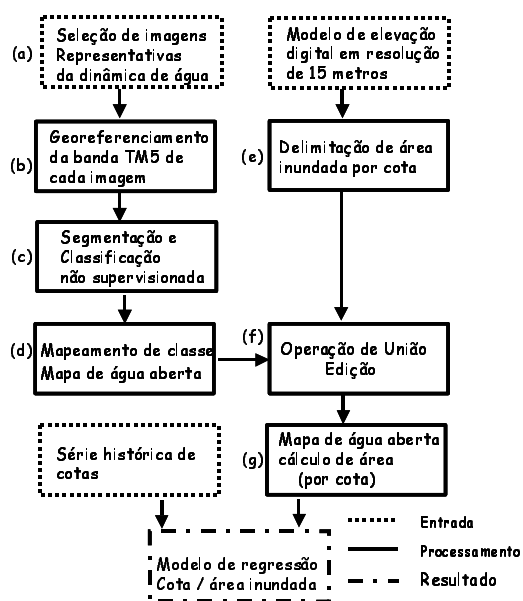 (a)
Seleção de imagens
Representativas
da dinâmica de água
Modelo de elevação
digital em resolução
de 15 metros
(b)
Georeferenciamento
da banda TM5 de
cada imagem
(e)
Delimitação de área
inundada por cota
(c)
Segmentação e
Classificação
não supervisionada
(d)
Mapeamento de classe
Mapa de água aberta
(f)
Operação de União
Edição
Série histórica de
cotas
(g)
Mapa de água aberta
cálculo de área
(por cota)
Modelo de regressão
Cota / área inundada
Entrada
Processamento
Resultado